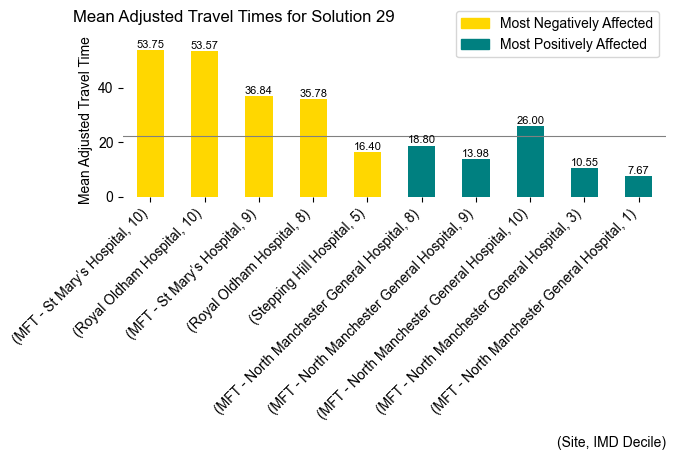 Mean Adjusted Travel Times for Solution 29
Most Negatively Affected
Most Positively Affected
Mean Adjusted Travel Time
40
20
0
53.75
53.57
36.84
35.78
16.40
18.80
13.98
26.00
10.55
7.67
(MFT - St Mary's Hospital, 10)
(Royal Oldham Hospital, 10)
(MFT - St Mary's Hospital, 9)
(Royal Oldham Hospital, 8)
(Stepping Hill Hospital, 5)
(MFT - North Manchester General Hospital, 8)
(MFT - North Manchester General Hospital, 9)
(MFT - North Manchester General Hospital, 10)
(MFT - North Manchester General Hospital, 3)
(MFT - North Manchester General Hospital, 1)
(Site, IMD Decile)